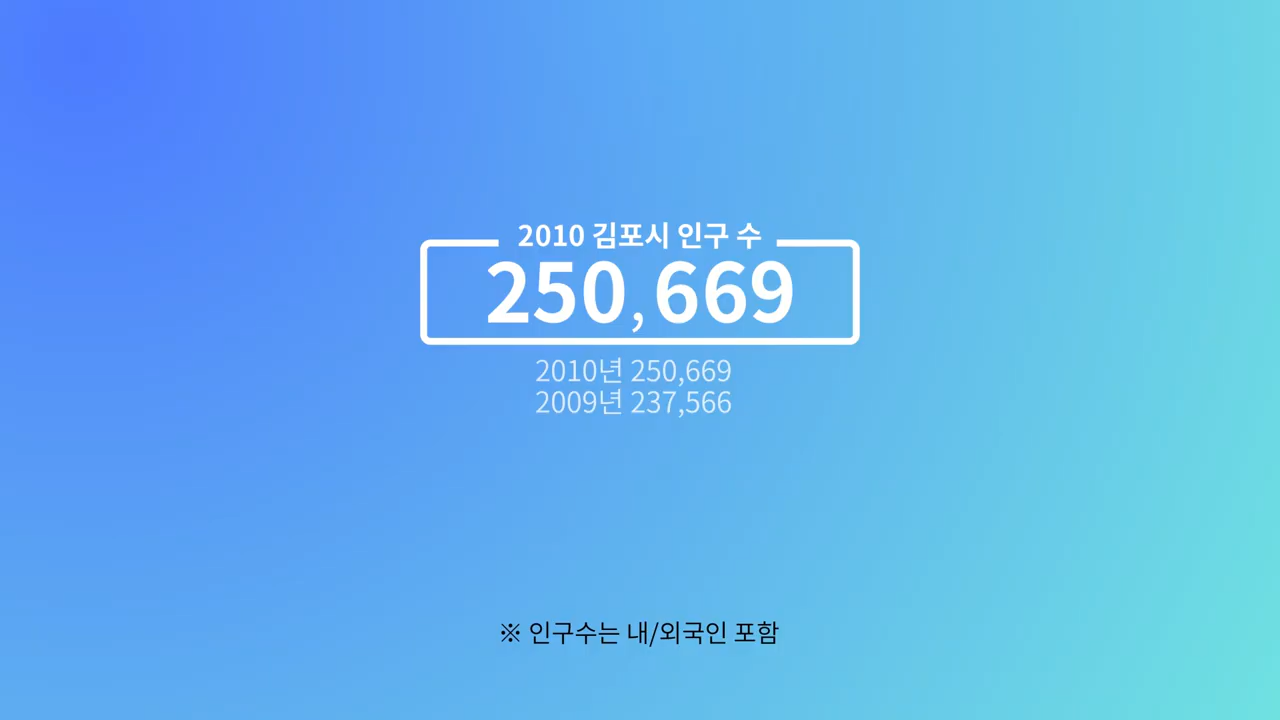 2010 김포시 인구 수
250,669
2010년 250,669
2009년 237,566
※ 인구수는 내/외국인 포함